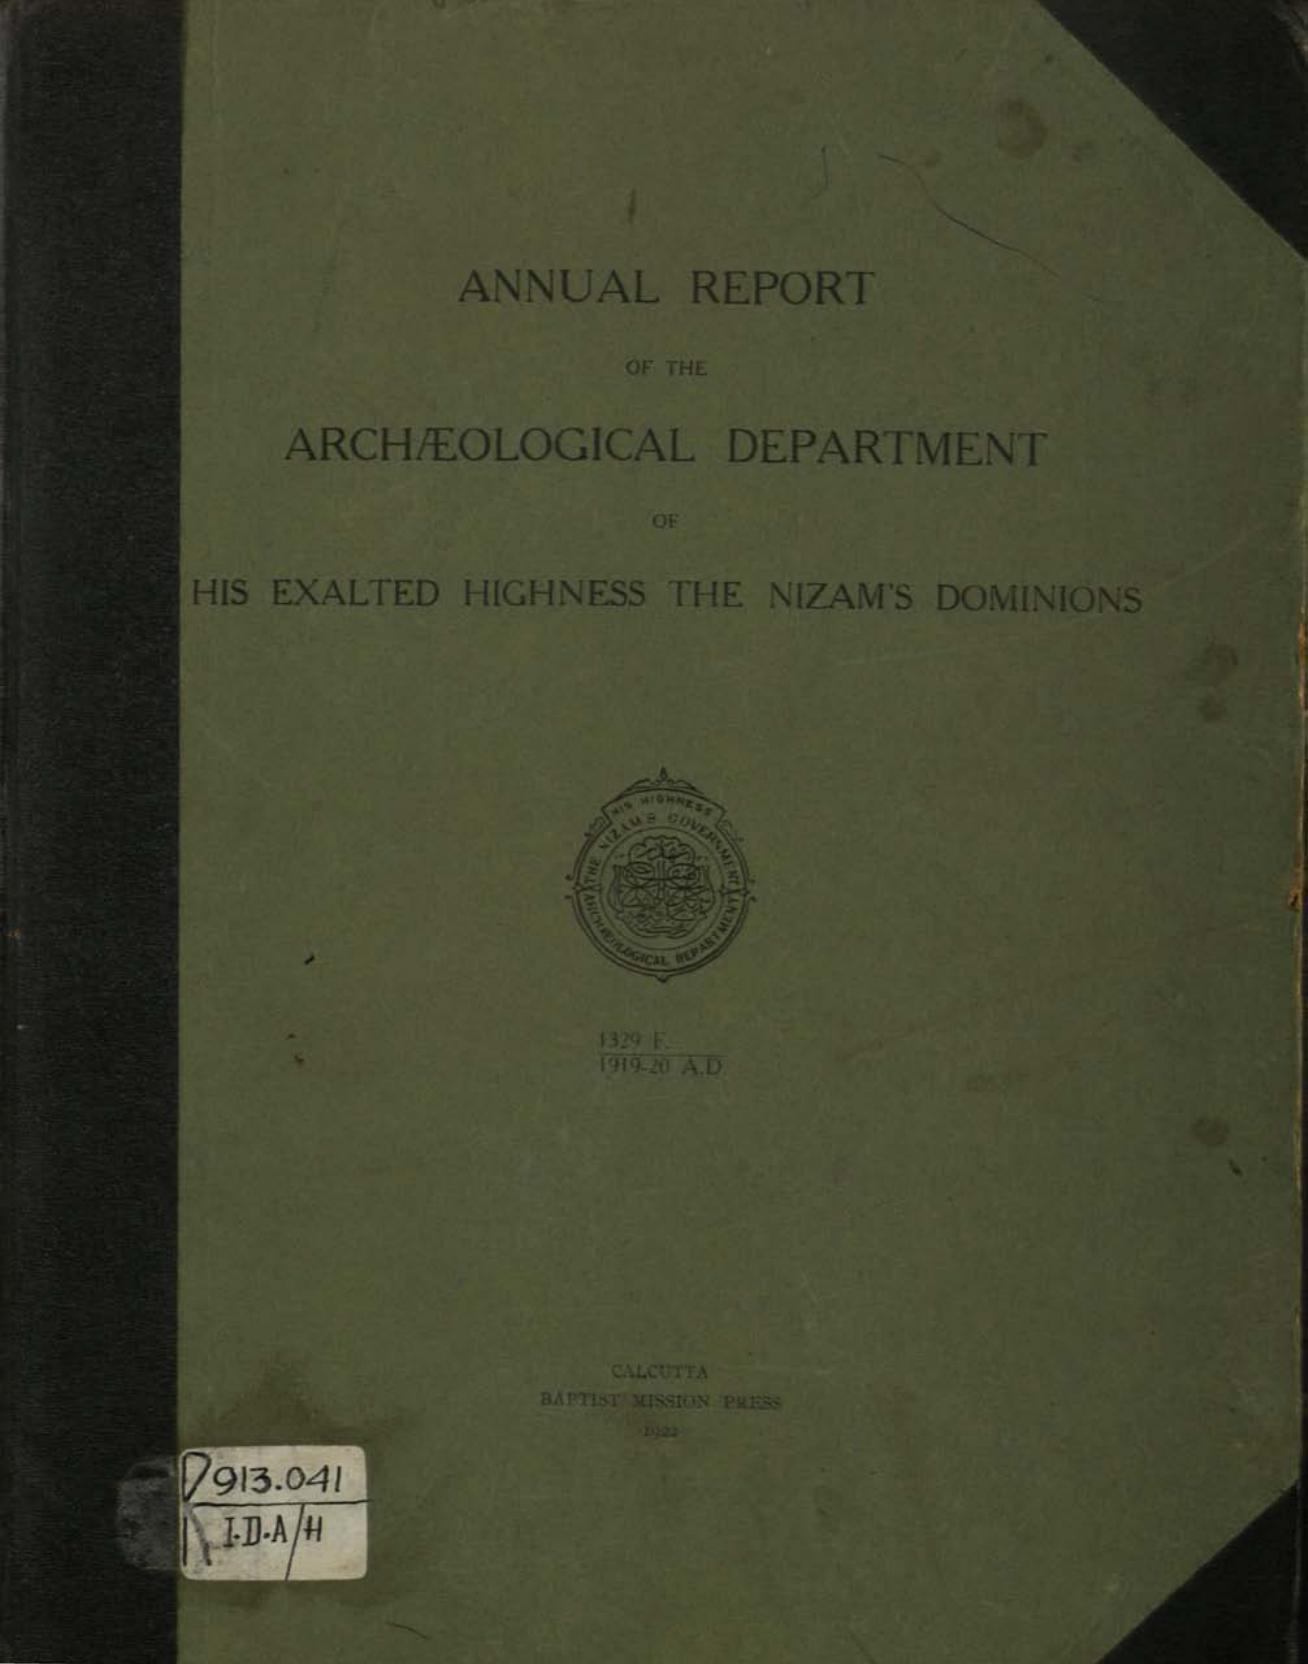 ANNUAL REPORT
OF THE
ARCHÆOLOGICAL DEPARTMENT
OF
HIS EXALTED HIGHNESS THE NIZAM'S DOMINIONS
HIS HIGHNESS
THE NIZAM'S GOVERNMENT
ARCHÆOLOGICAL DEPARTMENT
1329 F.
1919-20 A.D.
CALCUTTA
BAPTIST MISSION PRESS
1922
913.041
I.D.A/H